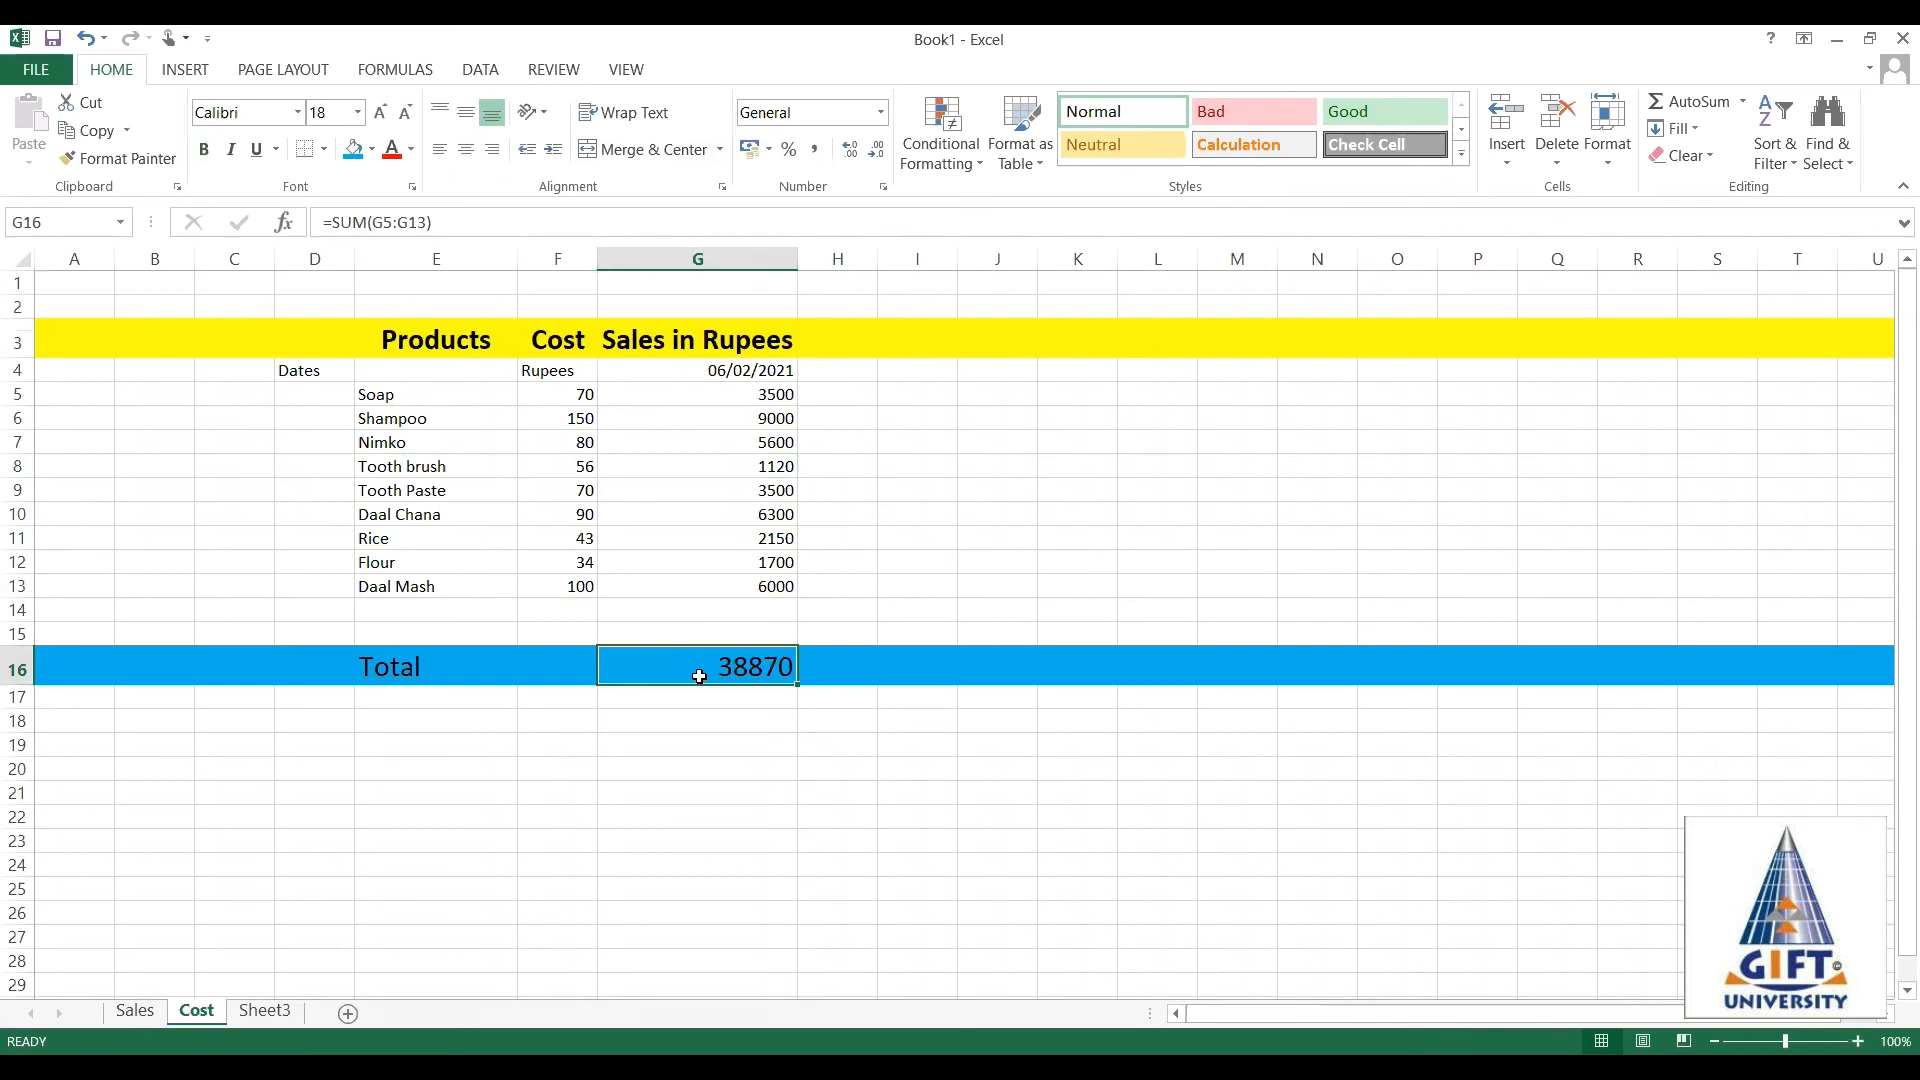 Book1 - Excel
FILE HOME INSERT PAGE LAYOUT FORMULAS DATA REVIEW VIEW
Paste
Cut
Copy
Format Painter
Clipboard
Calibri 18
B I U A
Font
Wrap Text
Merge & Center
Alignment
General
% ,
Number
Conditional Formatting
Format as Table
Normal Bad Good
Neutral Calculation Check Cell
Styles
Insert Delete Format
Cells
AutoSum
Fill
Clear
Sort & Filter
Find & Select
Editing
G16 fx =SUM(G5:G13)
A B C D E F G H I J K L M N O P Q R S T U
1
2
3 Products Cost Sales in Rupees
4 Dates Rupees 06/02/2021
5 Soap 70 3500
6 Shampoo 150 9000
7 Nimko 80 5600
8 Tooth brush 56 1120
9 Tooth Paste 70 3500
10 Daal Chana 90 6300
11 Rice 43 2150
12 Flour 34 1700
13 Daal Mash 100 6000
14
15
16 Total 38870
17
18
19
20
21
22
23
24
25
26
27
28
29
GIFT
UNIVERSITY
Sales Cost Sheet3
READY 100%